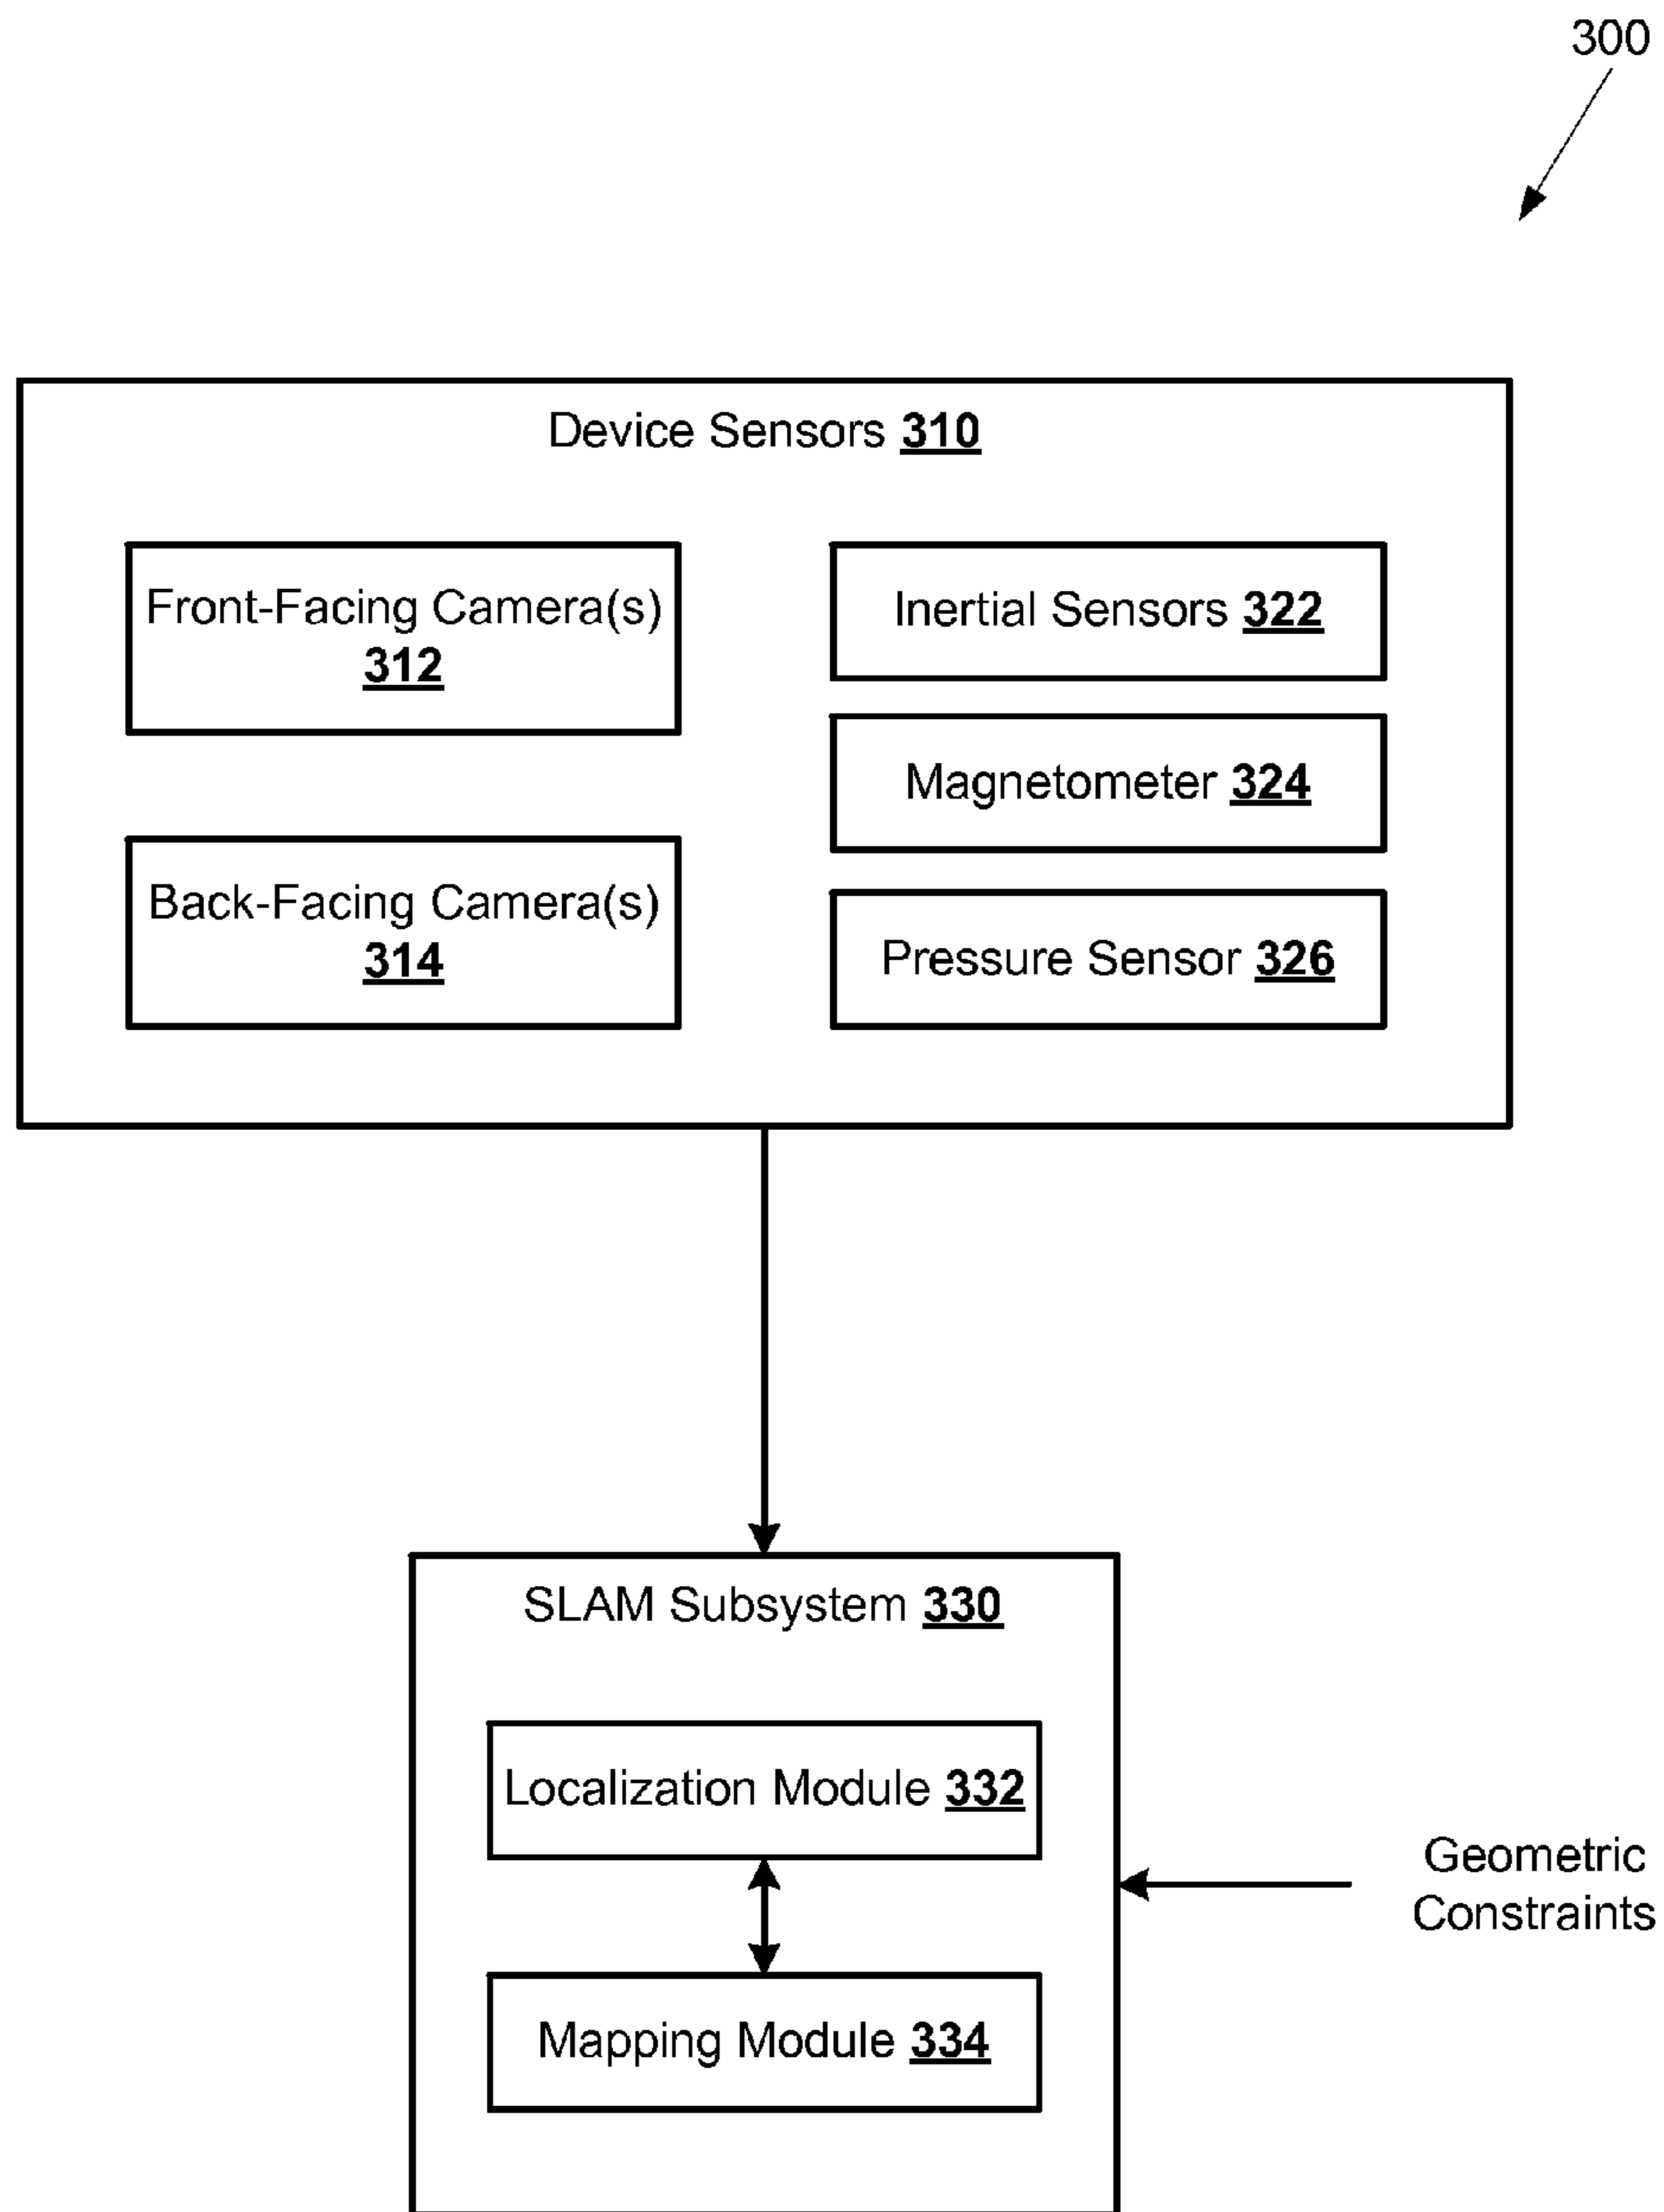 300
Device Sensors 310
Front-Facing Camera(s)
312
Back-Facing Camera(s)
314
Inertial Sensors 322
Magnetometer 324
Pressure Sensor 326
SLAM Subsystem 330
Localization Module 332
Mapping Module 334
Geometric
Constraints